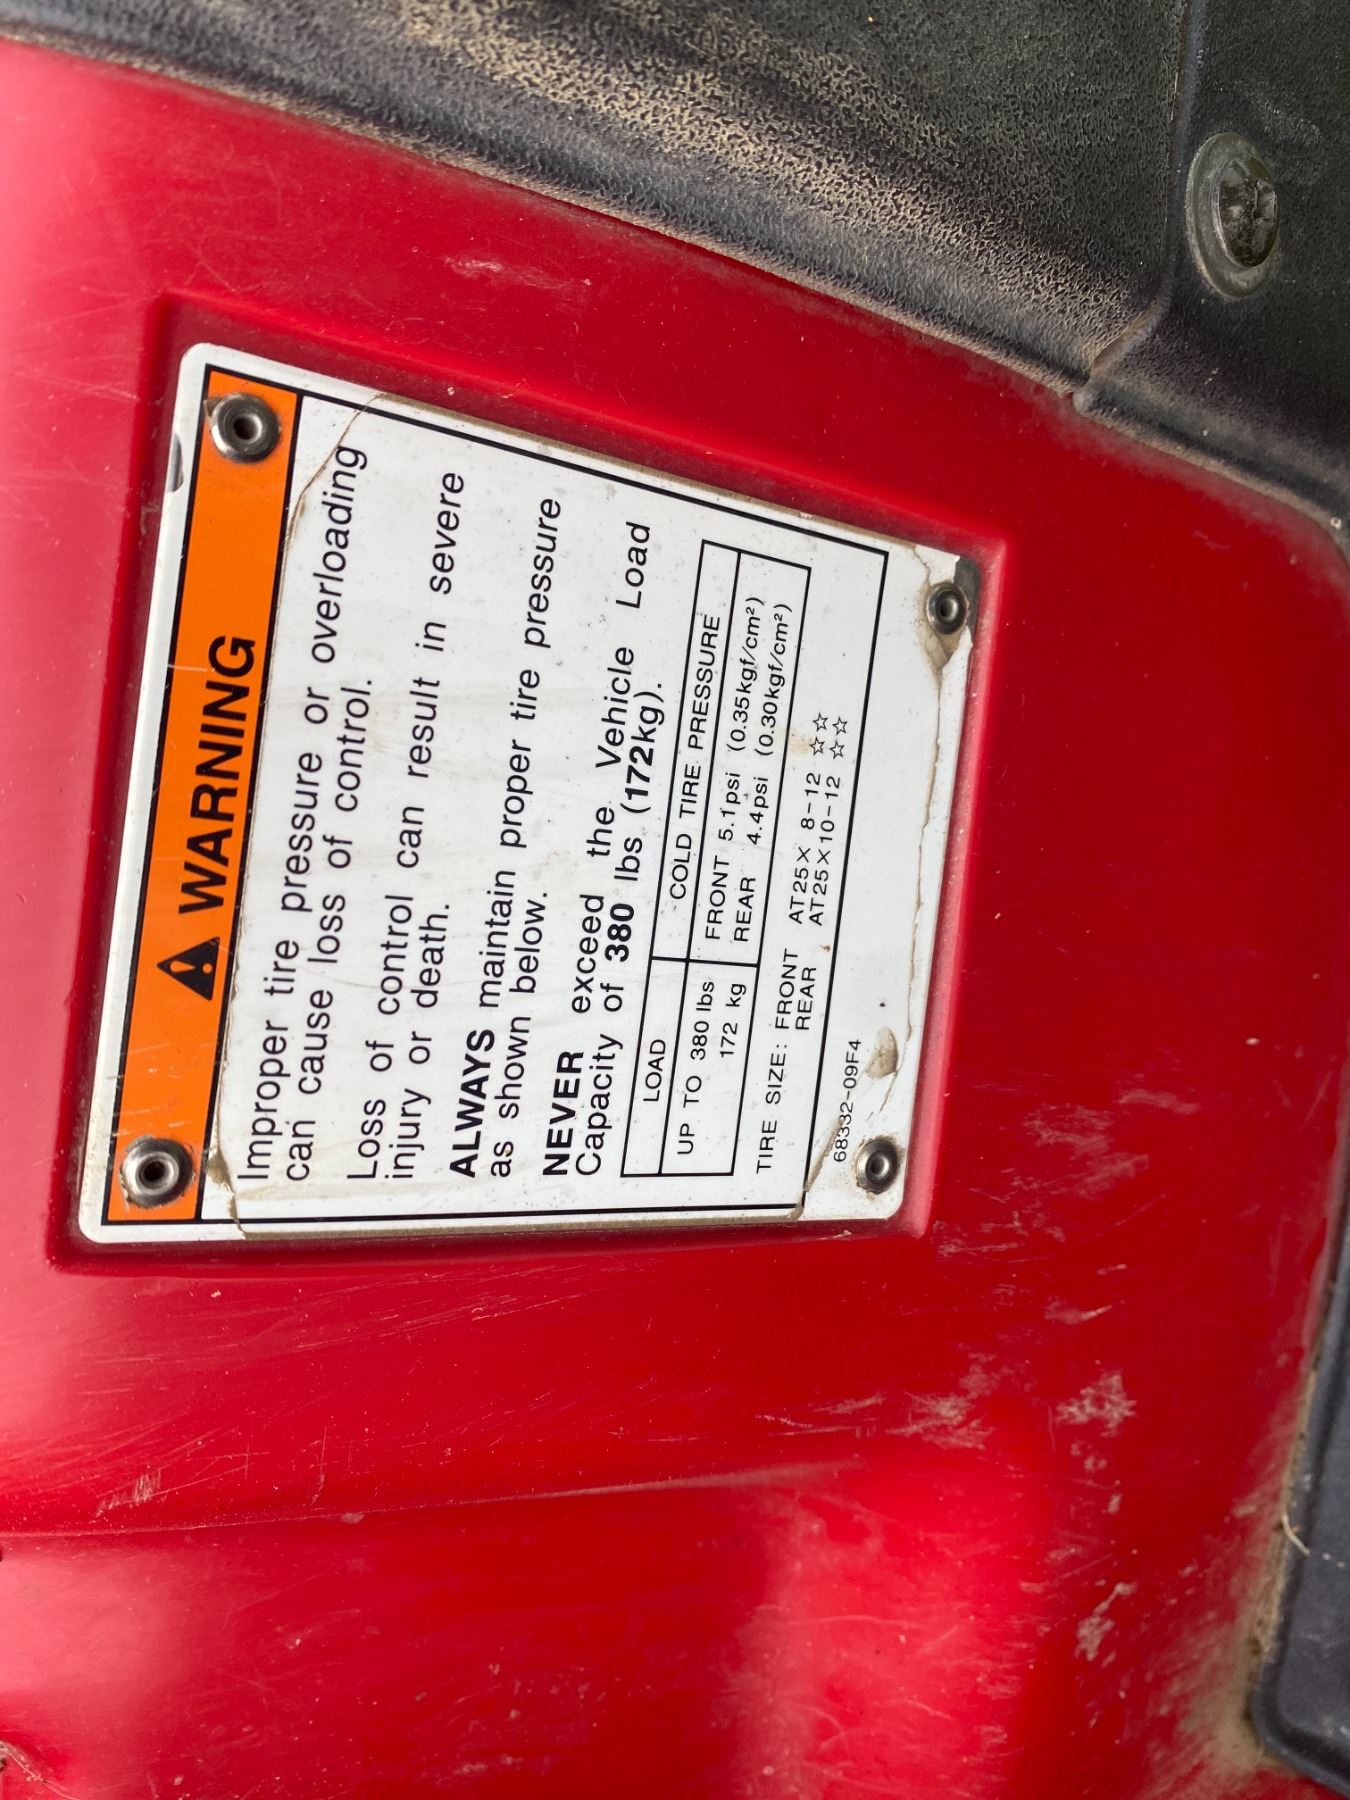 ⚠ WARNING
Improper tire pressure or overloading
can cause loss of control.
Loss of control can result in severe
injury or death.
ALWAYS maintain proper tire pressure
as shown below.
NEVER exceed the Vehicle Load
Capacity of 380 lbs (172kg).
LOAD COLD TIRE PRESSURE
UP TO 380 lbs FRONT 5.1psi (0.35kgf/cm²)
172 kg REAR 4.4psi (0.30kgf/cm²)
TIRE SIZE: FRONT AT25×8-12 ☆☆
REAR AT25×10-12 ☆☆
68332-09F4